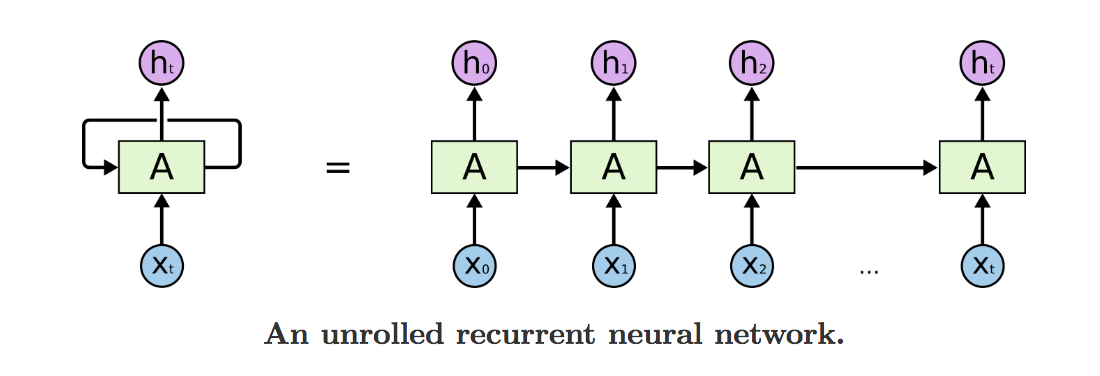 hₜ h₀ h₁ h₂ hₜ
A = A A A A
xₜ x₀ x₁ x₂ ... xₜ
An unrolled recurrent neural network.